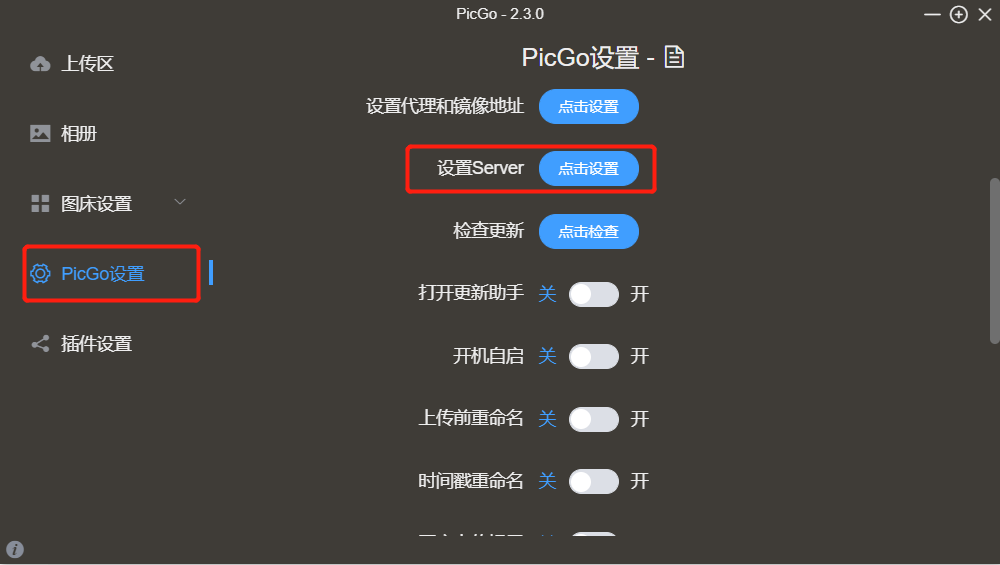 PicGo - 2.3.0
PicGo设置 -
上传区
相册
图床设置
PicGo设置
插件设置
设置代理和镜像地址 点击设置
设置Server 点击设置
检查更新 点击检查
打开更新助手 关 开
开机自启 关 开
上传前重命名 关 开
时间戳重命名 关 开